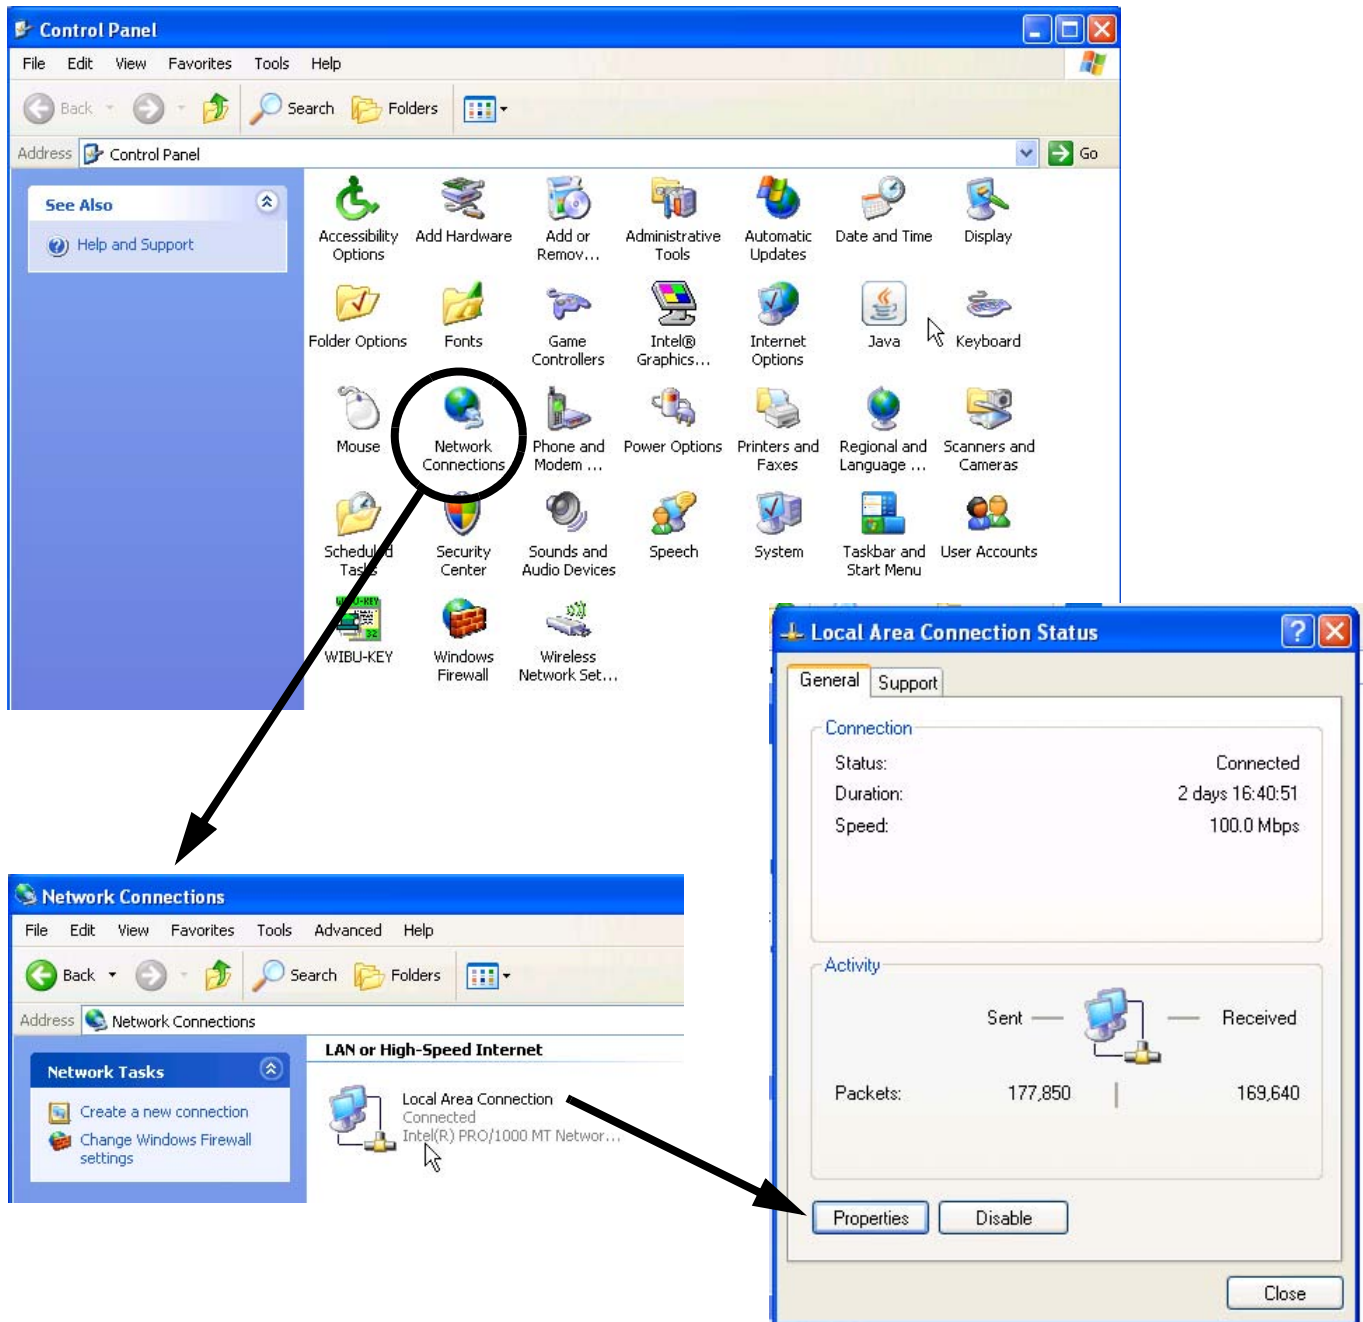 Control Panel
File Edit View Favorites Tools Help
Back Search Folders
Address Control Panel Go
See Also
Help and Support
Accessibility Options
Add Hardware
Add or Remov...
Administrative Tools
Automatic Updates
Date and Time
Display
Folder Options
Fonts
Game Controllers
Intel® Graphics...
Internet Options
Java
Keyboard
Mouse
Network Connections
Phone and Modem ...
Power Options
Printers and Faxes
Regional and Language ...
Scanners and Cameras
Scheduled Tasks
Security Center
Sounds and Audio Devices
Speech
System
Taskbar and Start Menu
User Accounts
WIBU-KEY
32
WIBU-KEY
Windows Firewall
Wireless Network Set...
Network Connections
File Edit View Favorites Tools Advanced Help
Back Search Folders
Address Network Connections
Network Tasks
Create a new connection
Change Windows Firewall
settings
LAN or High-Speed Internet
Local Area Connection
Connected
Intel(R) PRO/1000 MT Networ...
Local Area Connection Status
General Support
Connection
Status: Connected
Duration: 2 days 16:40:51
Speed: 100.0 Mbps
Activity
Sent Received
Packets: 177,850 169,640
Properties Disable
Close